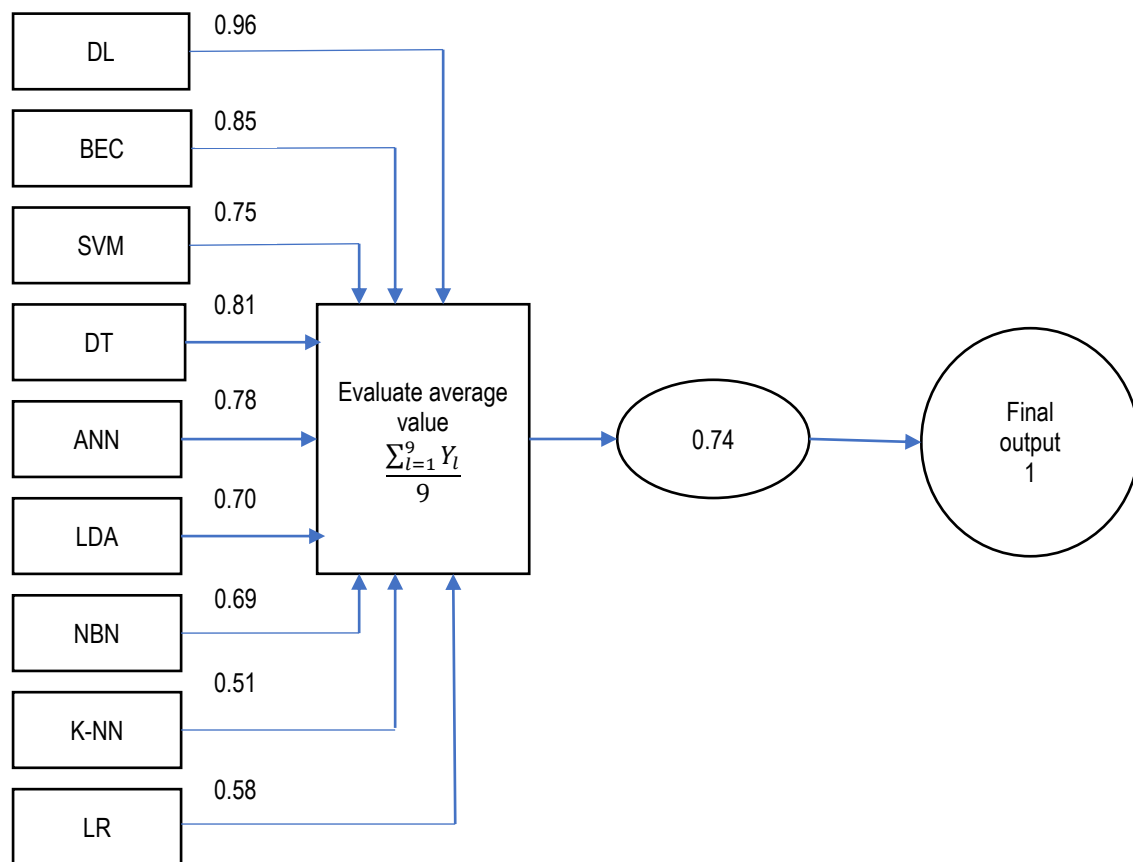 DL
0.96
BEC
0.85
SVM
0.75
DT
0.81
ANN
0.78
LDA
0.70
NBN
0.69
K-NN
0.51
LR
0.58
Evaluate average
value
∑_{l=1}^{9} Y_l
9
0.74
Final
output
1